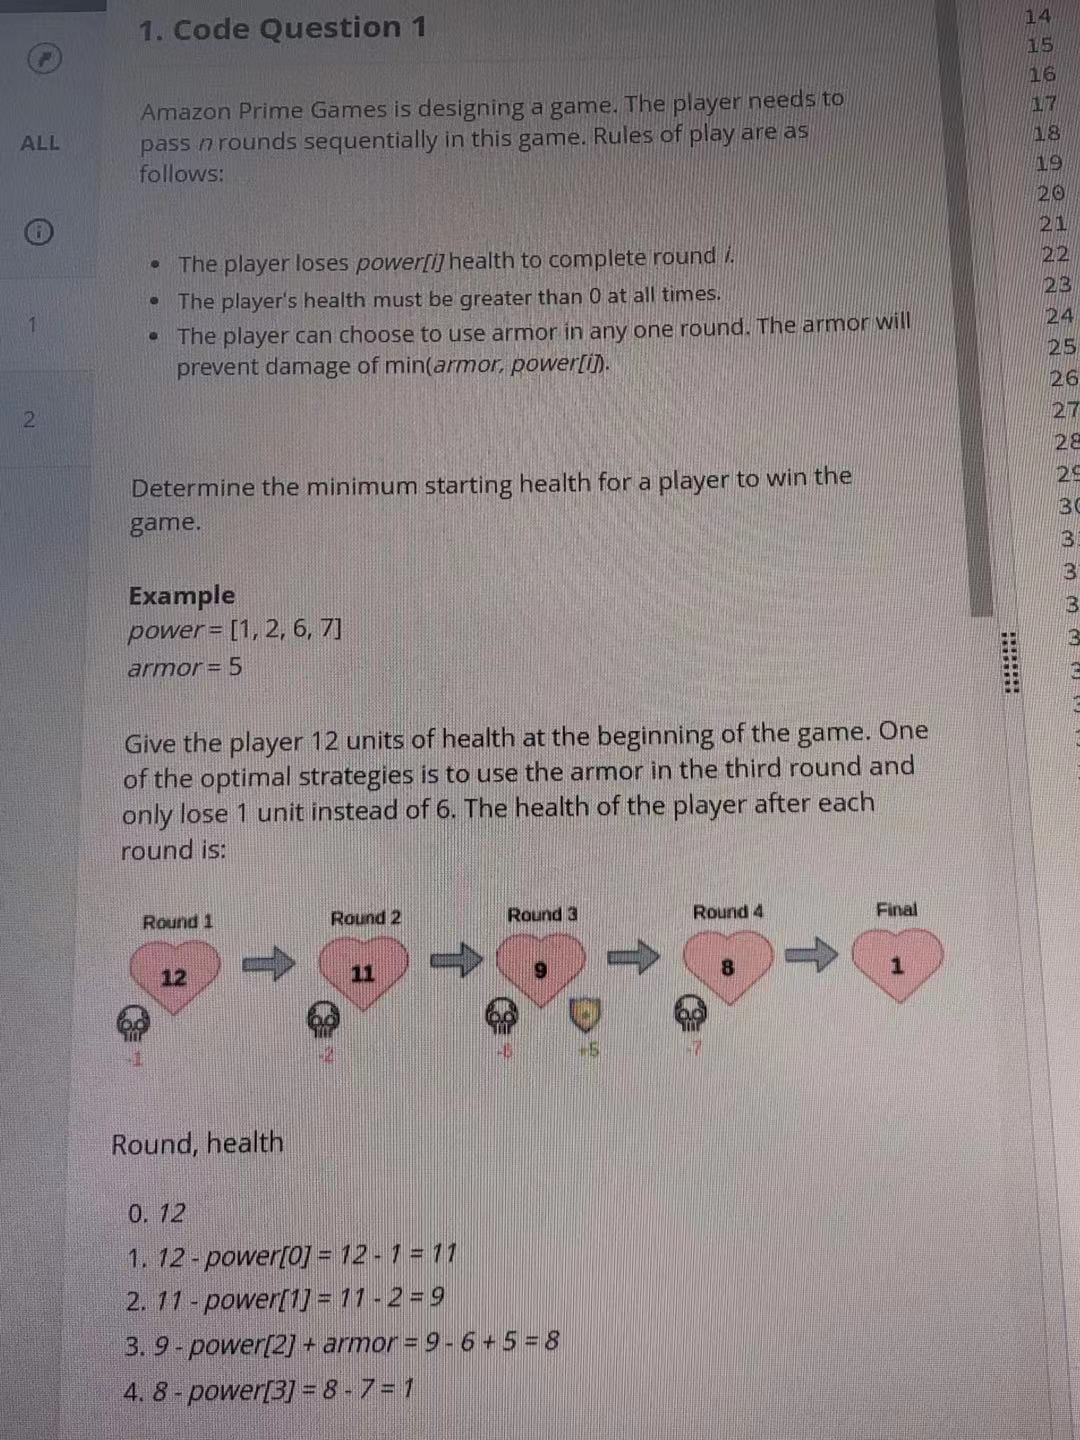 1. Code Question 1
ALL
1
2
Amazon Prime Games is designing a game. The player needs to
pass n rounds sequentially in this game. Rules of play are as
follows:
• The player loses power[i] health to complete round i.
• The player's health must be greater than 0 at all times.
• The player can choose to use armor in any one round. The armor will
prevent damage of min(armor, power[i]).
Determine the minimum starting health for a player to win the
game.
Example
power = [1, 2, 6, 7]
armor = 5
Give the player 12 units of health at the beginning of the game. One
of the optimal strategies is to use the armor in the third round and
only lose 1 unit instead of 6. The health of the player after each
round is:
Round 1 Round 2 Round 3 Round 4 Final
12 11 9 8 1
-1 -2 -6 +5 -7
Round, health
0. 12
1. 12 - power[0] = 12 - 1 = 11
2. 11 - power[1] = 11 - 2 = 9
3. 9 - power[2] + armor = 9 - 6 + 5 = 8
4. 8 - power[3] = 8 - 7 = 1
14
15
16
17
18
19
20
21
22
23
24
25
26
27